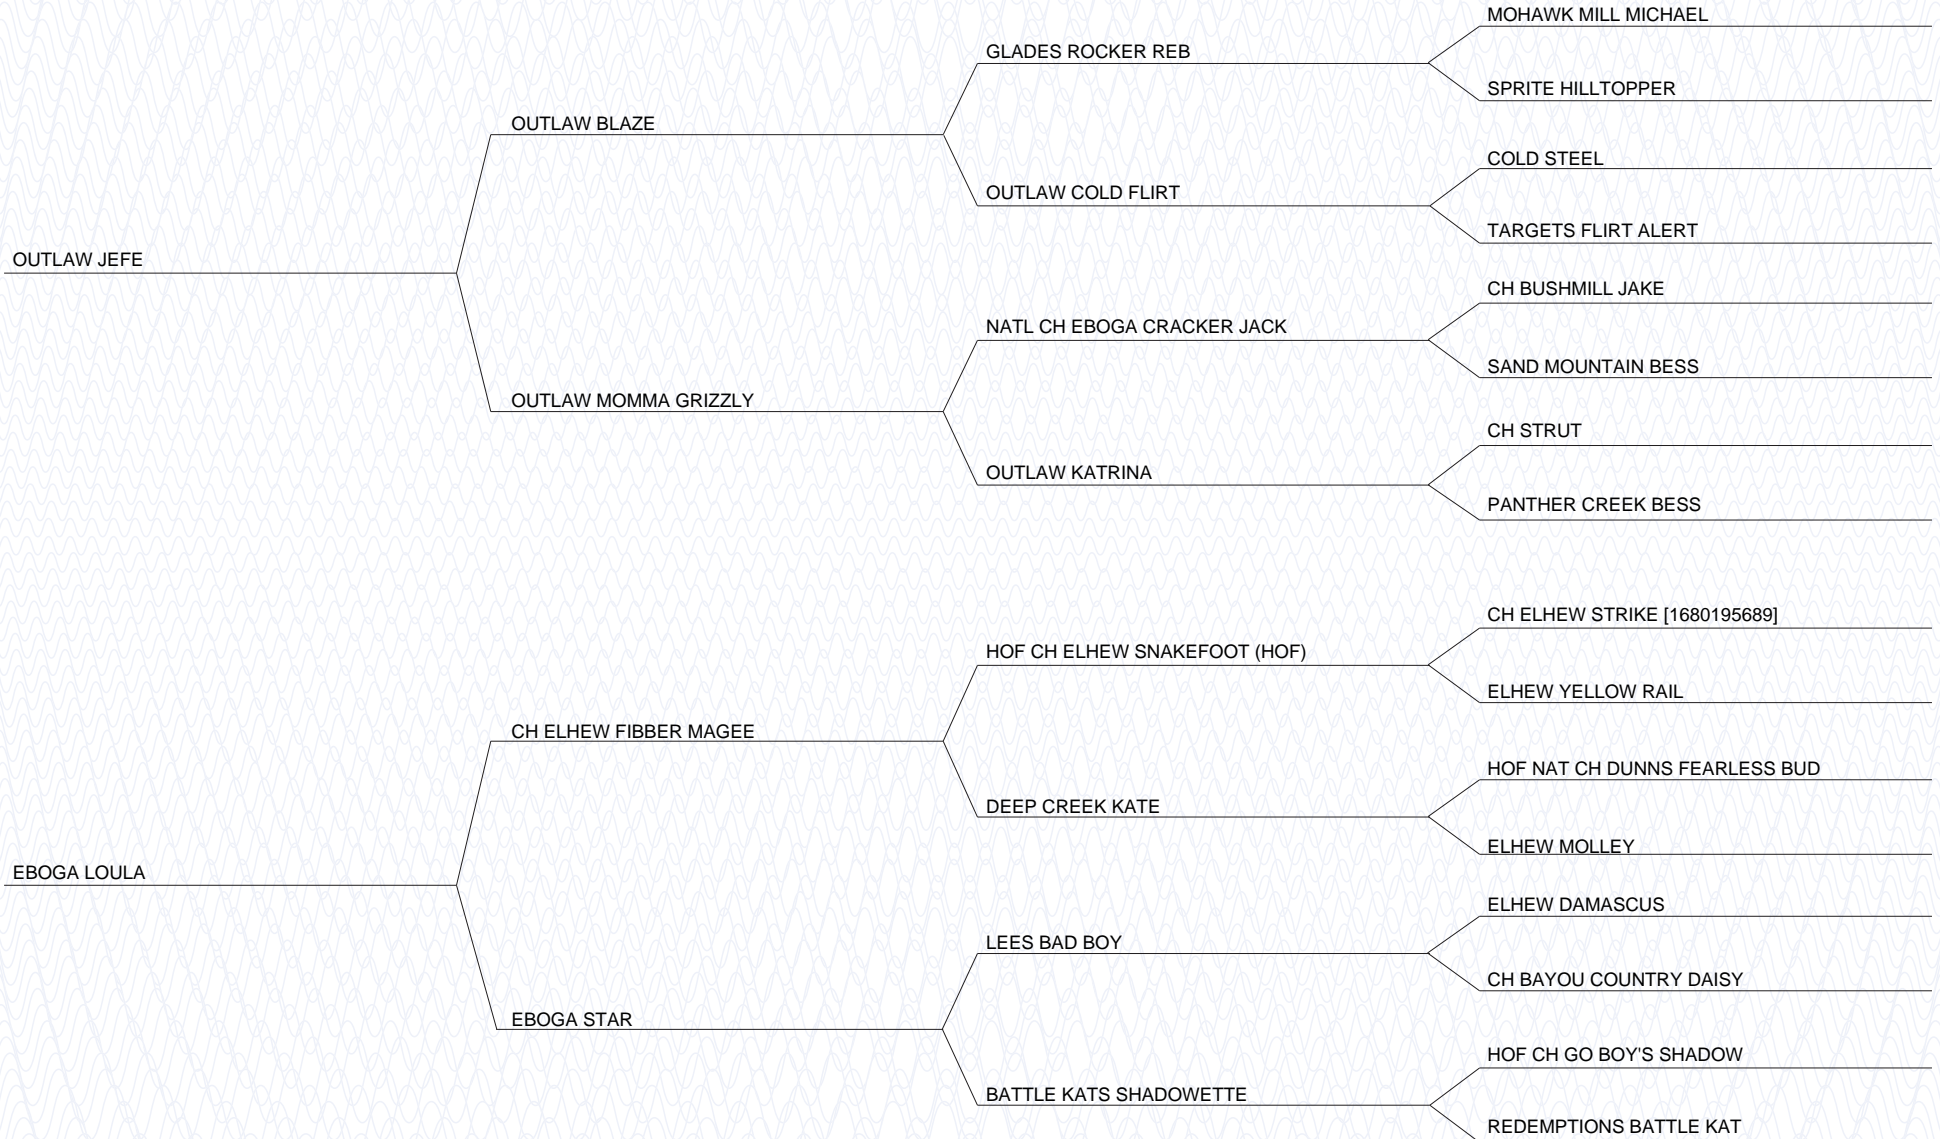 MOHAWK MILL MICHAEL
GLADES ROCKER REB
SPRITE HILLTOPPER
OUTLAW BLAZE
COLD STEEL
OUTLAW COLD FLIRT
TARGETS FLIRT ALERT
OUTLAW JEFE
CH BUSHMILL JAKE
NATL CH EBOGA CRACKER JACK
SAND MOUNTAIN BESS
OUTLAW MOMMA GRIZZLY
CH STRUT
OUTLAW KATRINA
PANTHER CREEK BESS
CH ELHEW STRIKE [1680195689]
HOF CH ELHEW SNAKEFOOT (HOF)
ELHEW YELLOW RAIL
CH ELHEW FIBBER MAGEE
HOF NAT CH DUNNS FEARLESS BUD
DEEP CREEK KATE
ELHEW MOLLEY
EBOGA LOULA
ELHEW DAMASCUS
LEES BAD BOY
CH BAYOU COUNTRY DAISY
EBOGA STAR
HOF CH GO BOY'S SHADOW
BATTLE KATS SHADOWETTE
REDEMPTIONS BATTLE KAT